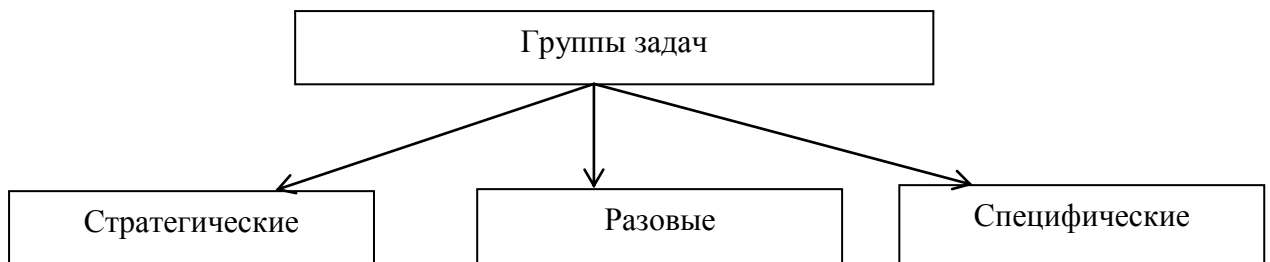 Группы задач
Стратегические
Разовые
Специфические